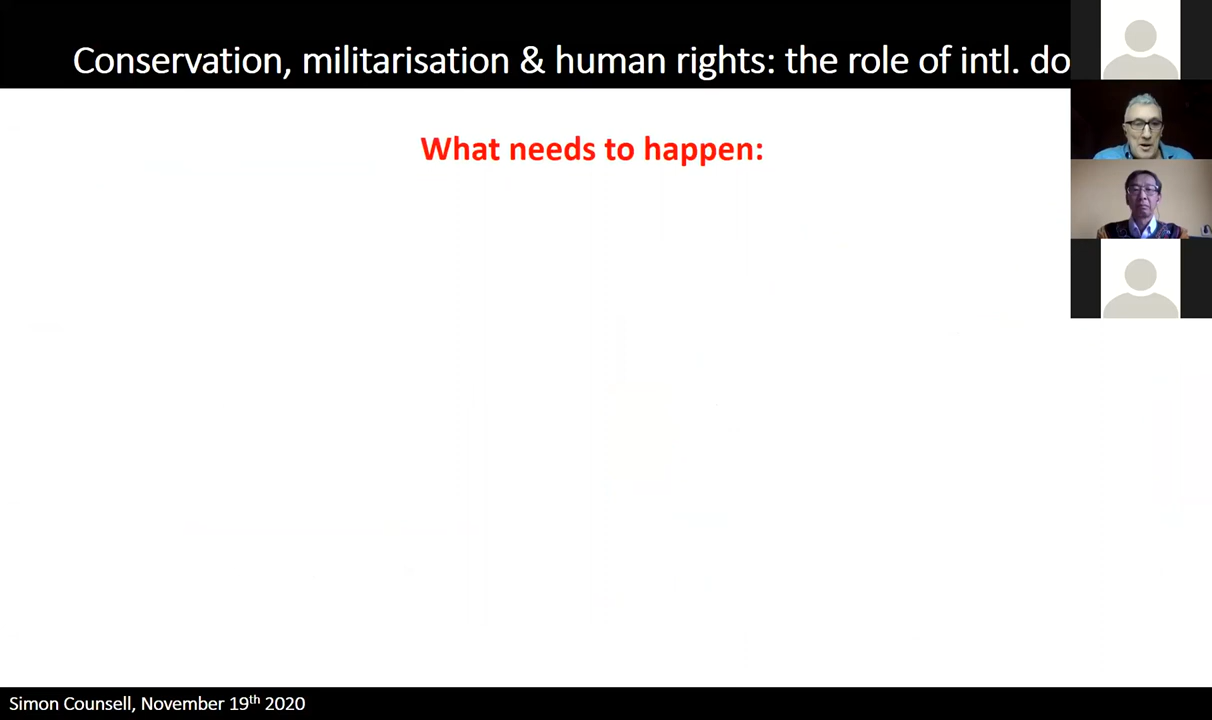 Conservation, militarisation & human rights: the role of intl. do
What needs to happen:
Simon Counsell, November 19th 2020